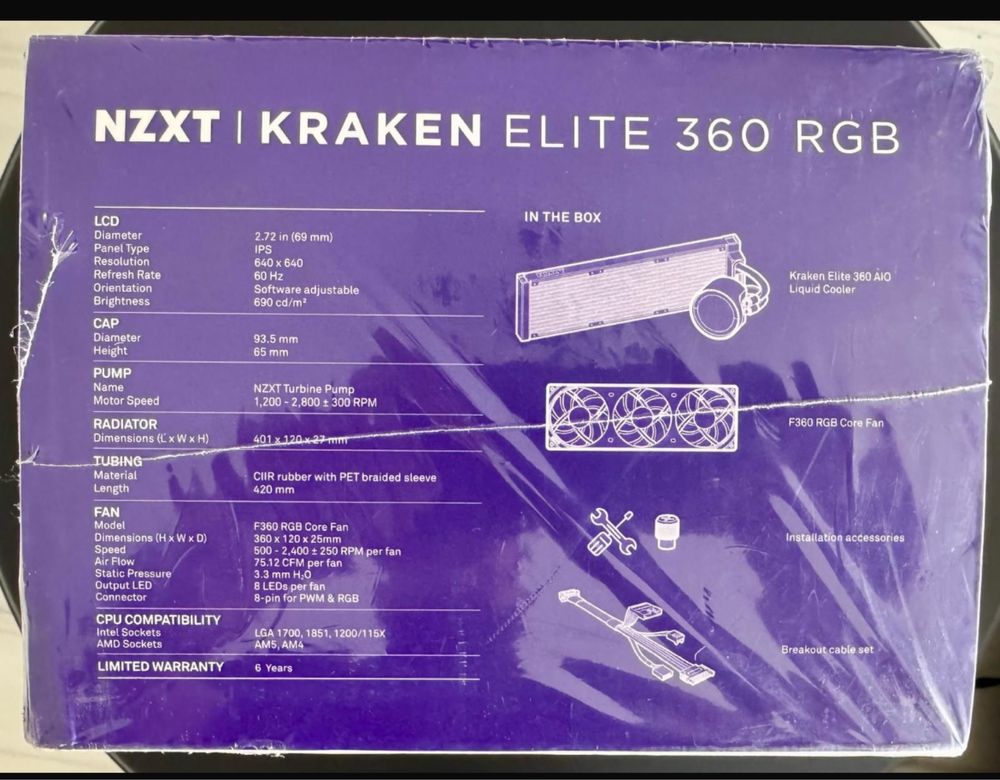 NZXT | KRAKEN ELITE 360 RGB
LCD
Diameter 2.72 in (69 mm)
Panel Type IPS
Resolution 640 x 640
Refresh Rate 60 Hz
Orientation Software adjustable
Brightness 690 cd/m²
CAP
Diameter 93.5 mm
Height 65 mm
PUMP
Name NZXT Turbine Pump
Motor Speed 1,200 - 2,800 ± 300 RPM
RADIATOR
Dimensions (L x W x H) 401 x 120 x 27 mm
TUBING
Material CIIR rubber with PET braided sleeve
Length 420 mm
FAN
Model F360 RGB Core Fan
Dimensions (H x W x D) 360 x 120 x 25mm
Speed 500 - 2,400 ± 250 RPM per fan
Air Flow 75.12 CFM per fan
Static Pressure 3.3 mm H₂O
Output LED 8 LEDs per fan
Connector 8-pin for PWM & RGB
CPU COMPATIBILITY
Intel Sockets LGA 1700, 1851, 1200/115X
AMD Sockets AM5, AM4
LIMITED WARRANTY 6 Years
IN THE BOX
Kraken Elite 360 AIO
Liquid Cooler
F360 RGB Core Fan
Installation accessories
Breakout cable set